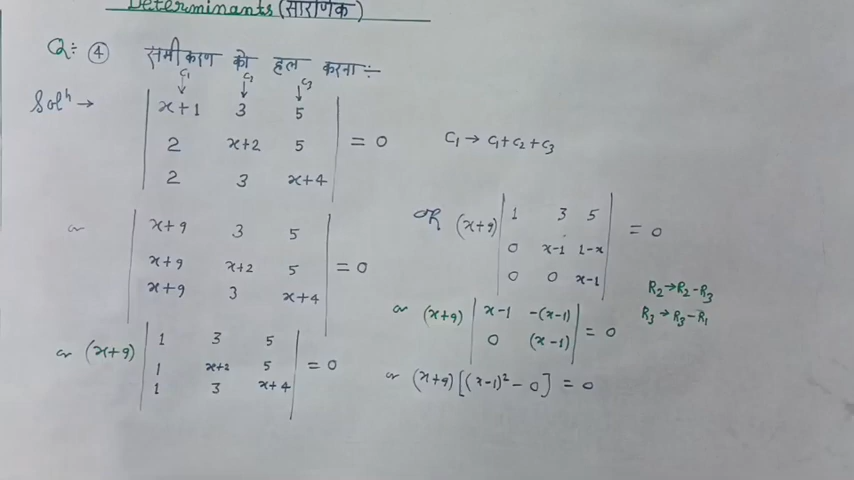 Determinants (सारणिक)
Q:- ④ समीकरण को हल करना :-
C₁ C₂ C₃
Solⁿ → | x+1 3 5 | 
| 2 x+2 5 | = 0 C₁ → C₁+C₂+C₃
| 2 3 x+4 |
or | x+9 3 5 |
| x+9 x+2 5 | = 0
| x+9 3 x+4 |
or (x+9) | 1 3 5 |
| 1 x+2 5 | = 0
| 1 3 x+4 |
or (x+9) | 1 3 5 |
| 0 x-1 1-x | = 0
| 0 0 x-1 |
R₂→R₂-R₃
R₃→R₃-R₁
or (x+9) | x-1 -(x-1) |
| 0 (x-1) | = 0
or (x+9) [(x-1)² - 0] = 0